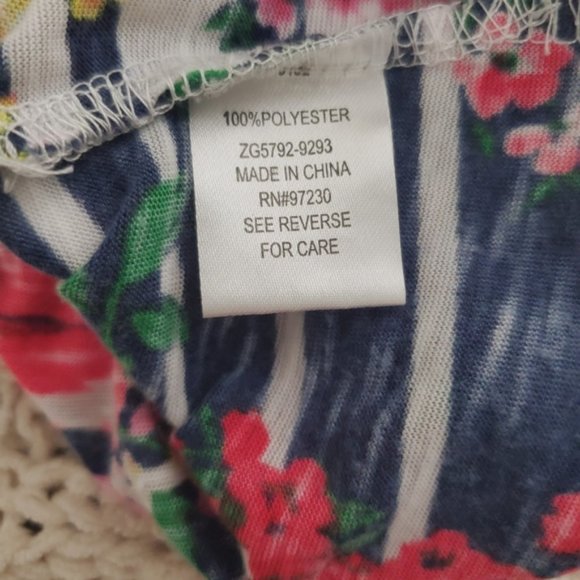 100%POLYESTER
ZG5792-9293
MADE IN CHINA
RN#97230
SEE REVERSE
FOR CARE